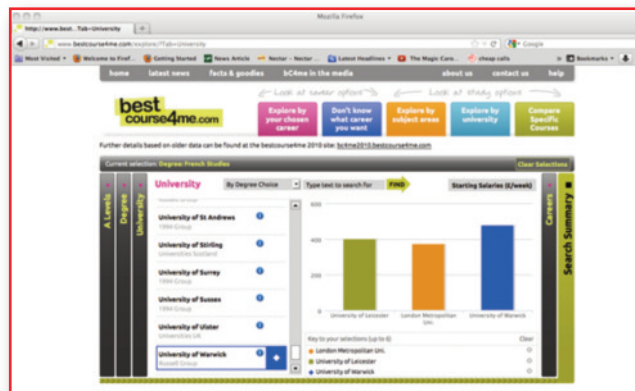 Mozilla Firefox
http://www.best...Tab=University
www.bestcourse4me.com/explore/?Tab=University
Google
Most Visited
Welcome to Firef...
Getting Started
News Article
Nectar - Nectar ...
Latest Headlines
The Magic Cura...
cheap calls
Bookmarks
home latest news facts & goodies bC4me in the media about us contact us help
Look at career options Look at study options
best course4me.com
Explore by your chosen career
Don't know what career you want
Explore by subject areas
Explore by university
Compare Specific Courses
Further details based on older data can be found at the bestcourse4me 2010 site: bc4me2010.bestcourse4me.com
Current selection: Degree: French Studies
Clear Selections
A Levels
Degree
University
University
By Degree Choice
Type text to search for
FIND
Starting Salaries (£/week)
University of St Andrews
1994 Group
University of Stirling
Universities Scotland
University of Surrey
1994 Group
University of Sussex
1994 Group
University of Ulster
Universities UK
University of Warwick
Russell Group
600
400
200
0
University of Leicester
London Metropolitan Uni.
University of Warwick
Key to your selections (up to 6)
Clear
London Metropolitan Uni.
University of Leicester
University of Warwick
Careers
Search Summary